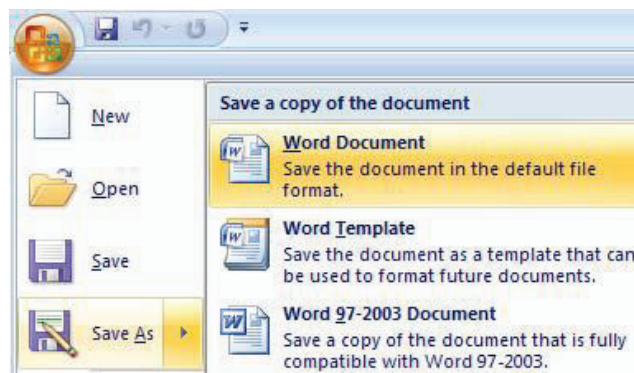 New
Open
Save
Save As
Save a copy of the document
Word Document
Save the document in the default file
format.
Word Template
Save the document as a template that can
be used to format future documents.
Word 97-2003 Document
Save a copy of the document that is fully
compatible with Word 97-2003.